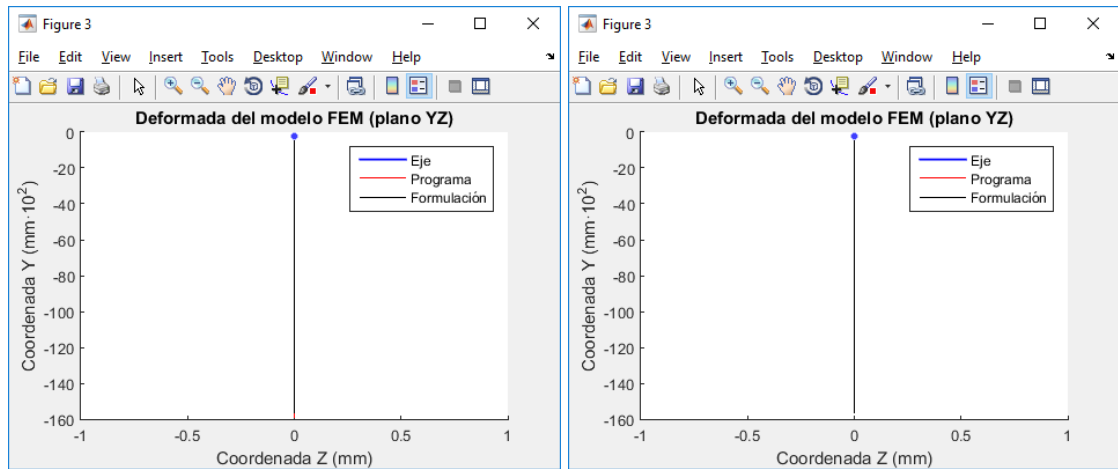 Figure 3
File Edit View Insert Tools Desktop Window Help
Deformada del modelo FEM (plano YZ)
0
-20
-40
-60
-80
-100
-120
-140
-160
Coordenada Y (mm·10²)
Eje
Programa
Formulación
-1 -0.5 0 0.5 1
Coordenada Z (mm)
Figure 3
File Edit View Insert Tools Desktop Window Help
Deformada del modelo FEM (plano YZ)
0
-20
-40
-60
-80
-100
-120
-140
-160
Coordenada Y (mm·10²)
Eje
Programa
Formulación
-1 -0.5 0 0.5 1
Coordenada Z (mm)